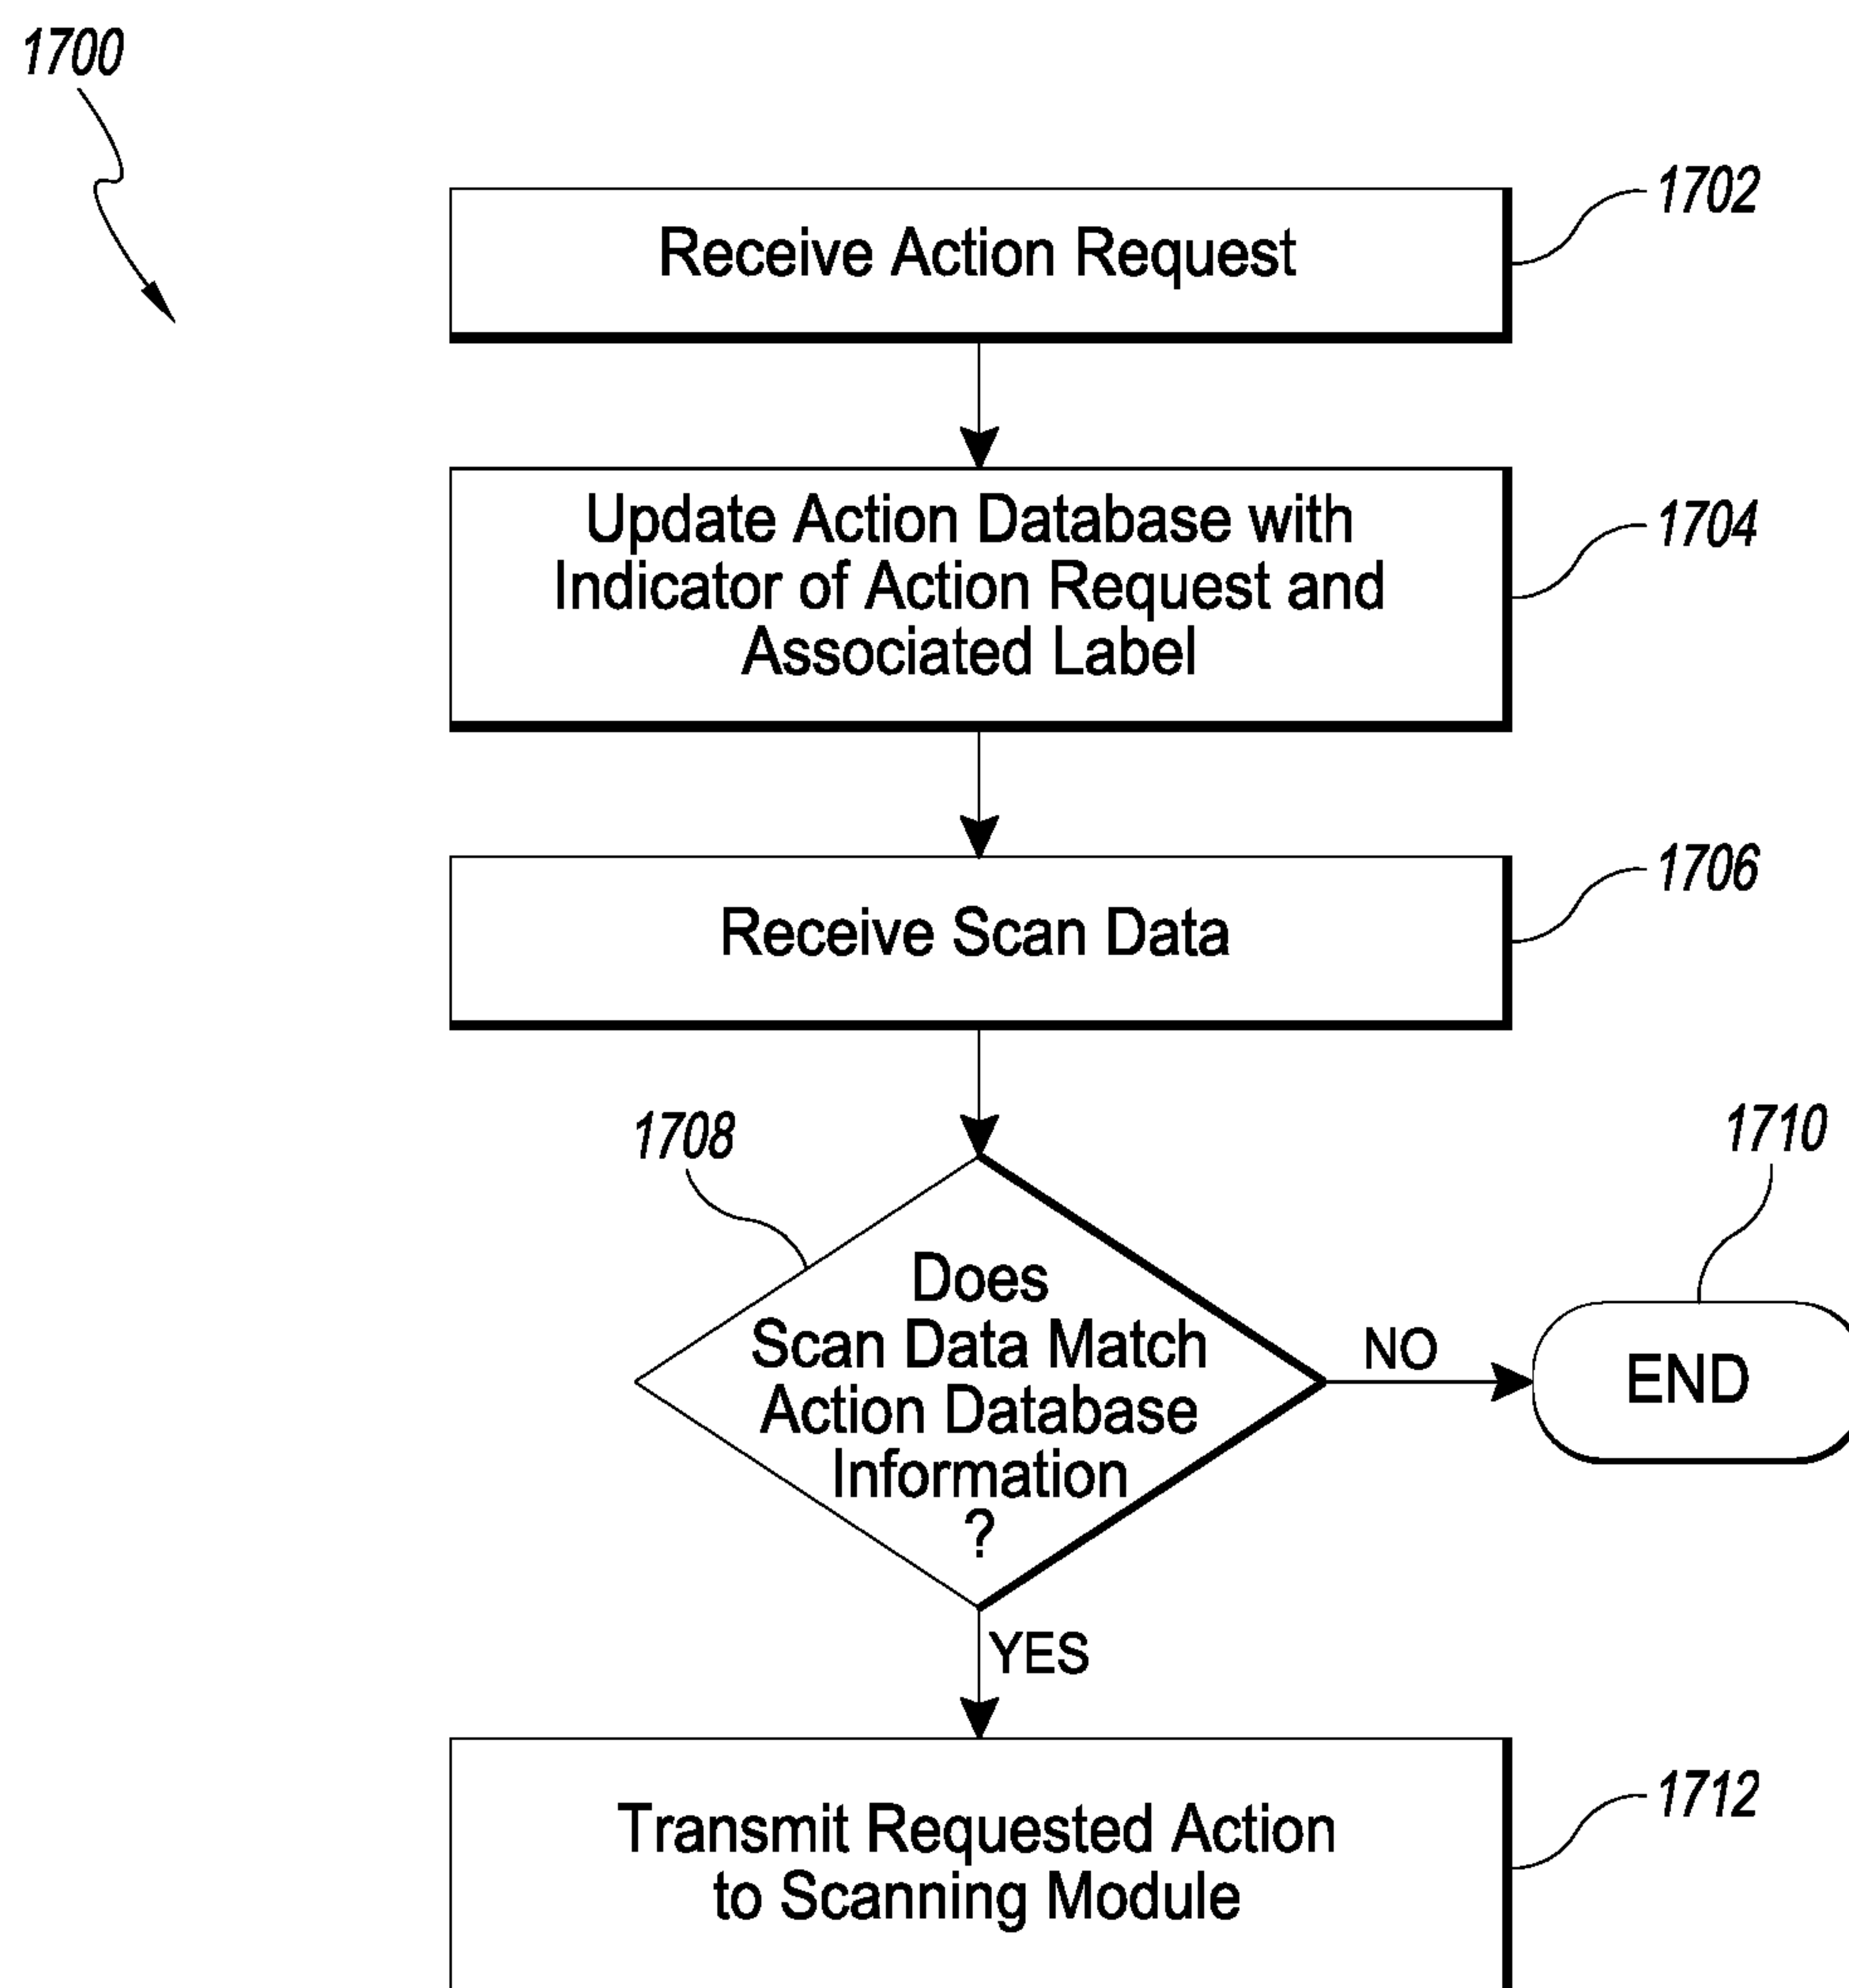 1700
1702
Receive Action Request
1704
Update Action Database with
Indicator of Action Request and
Associated Label
1706
Receive Scan Data
1708
1710
Does
Scan Data Match
Action Database
Information
?
NO
END
YES
1712
Transmit Requested Action
to Scanning Module